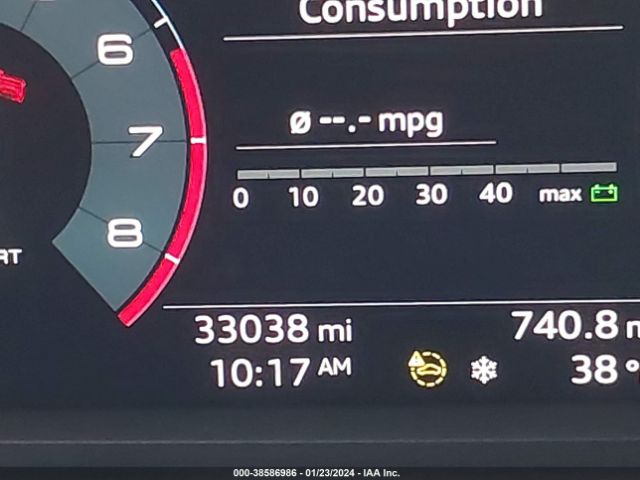 Consumption
6
ø --.- mpg
7
0 10 20 30 40 max
8
RT
33038 mi 740.8
10:17 AM 38 °
000-38586986 - 01/23/2024 - IAA Inc.